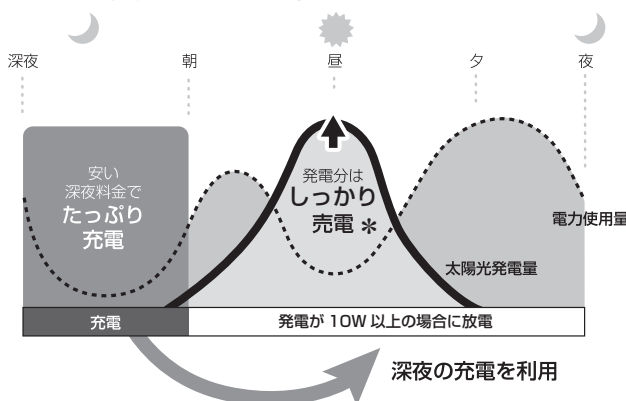 深夜
朝
昼
夕
夜
安い
深夜料金で
たっぷり
充電
発電分は
しっかり
売電＊
電力使用量
太陽光発電量
充電
発電が10W以上の場合に放電
深夜の充電を利用